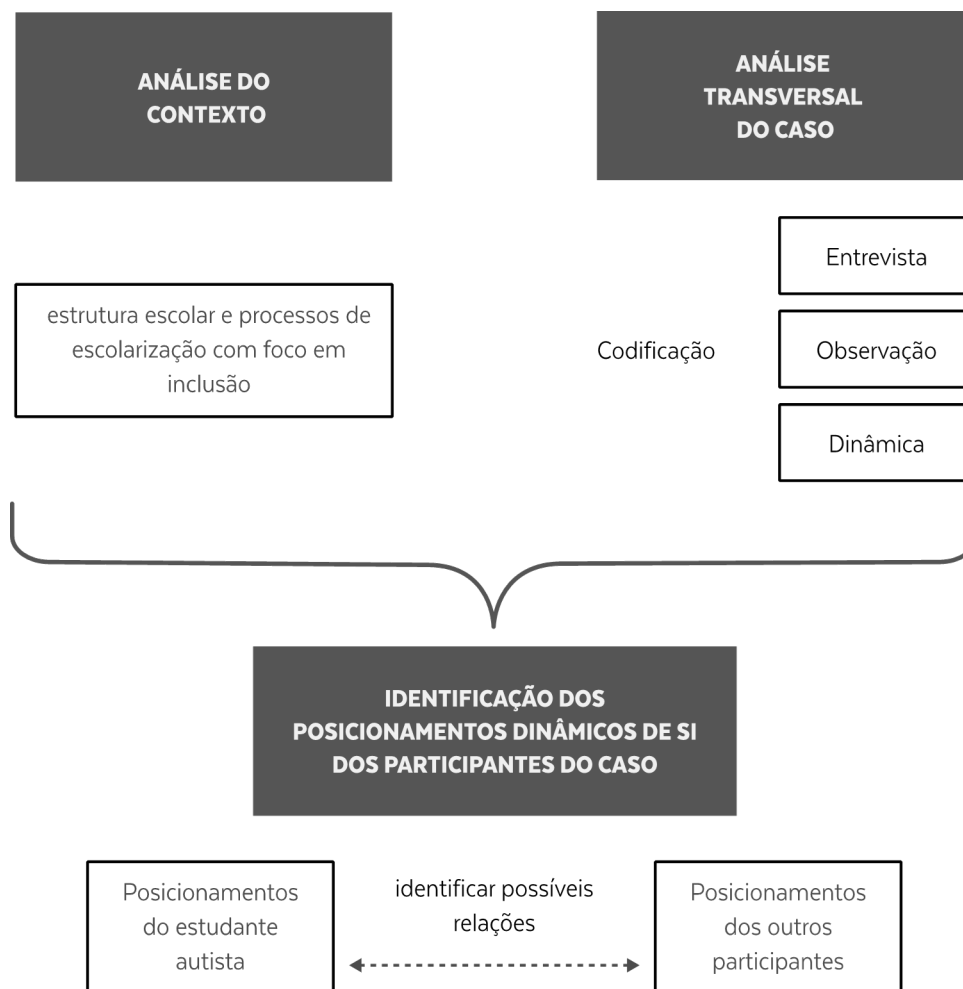 ANÁLISE DO
CONTEXTO
ANÁLISE
TRANSVERSAL
DO CASO
estrutura escolar e processos de
escolarização com foco em
inclusão
Codificação
Entrevista
Observação
Dinâmica
IDENTIFICAÇÃO DOS
POSICIONAMENTOS DINÂMICOS DE SI
DOS PARTICIPANTES DO CASO
Posicionamentos
do estudante
autista
identificar possíveis
relações
Posicionamentos
dos outros
participantes